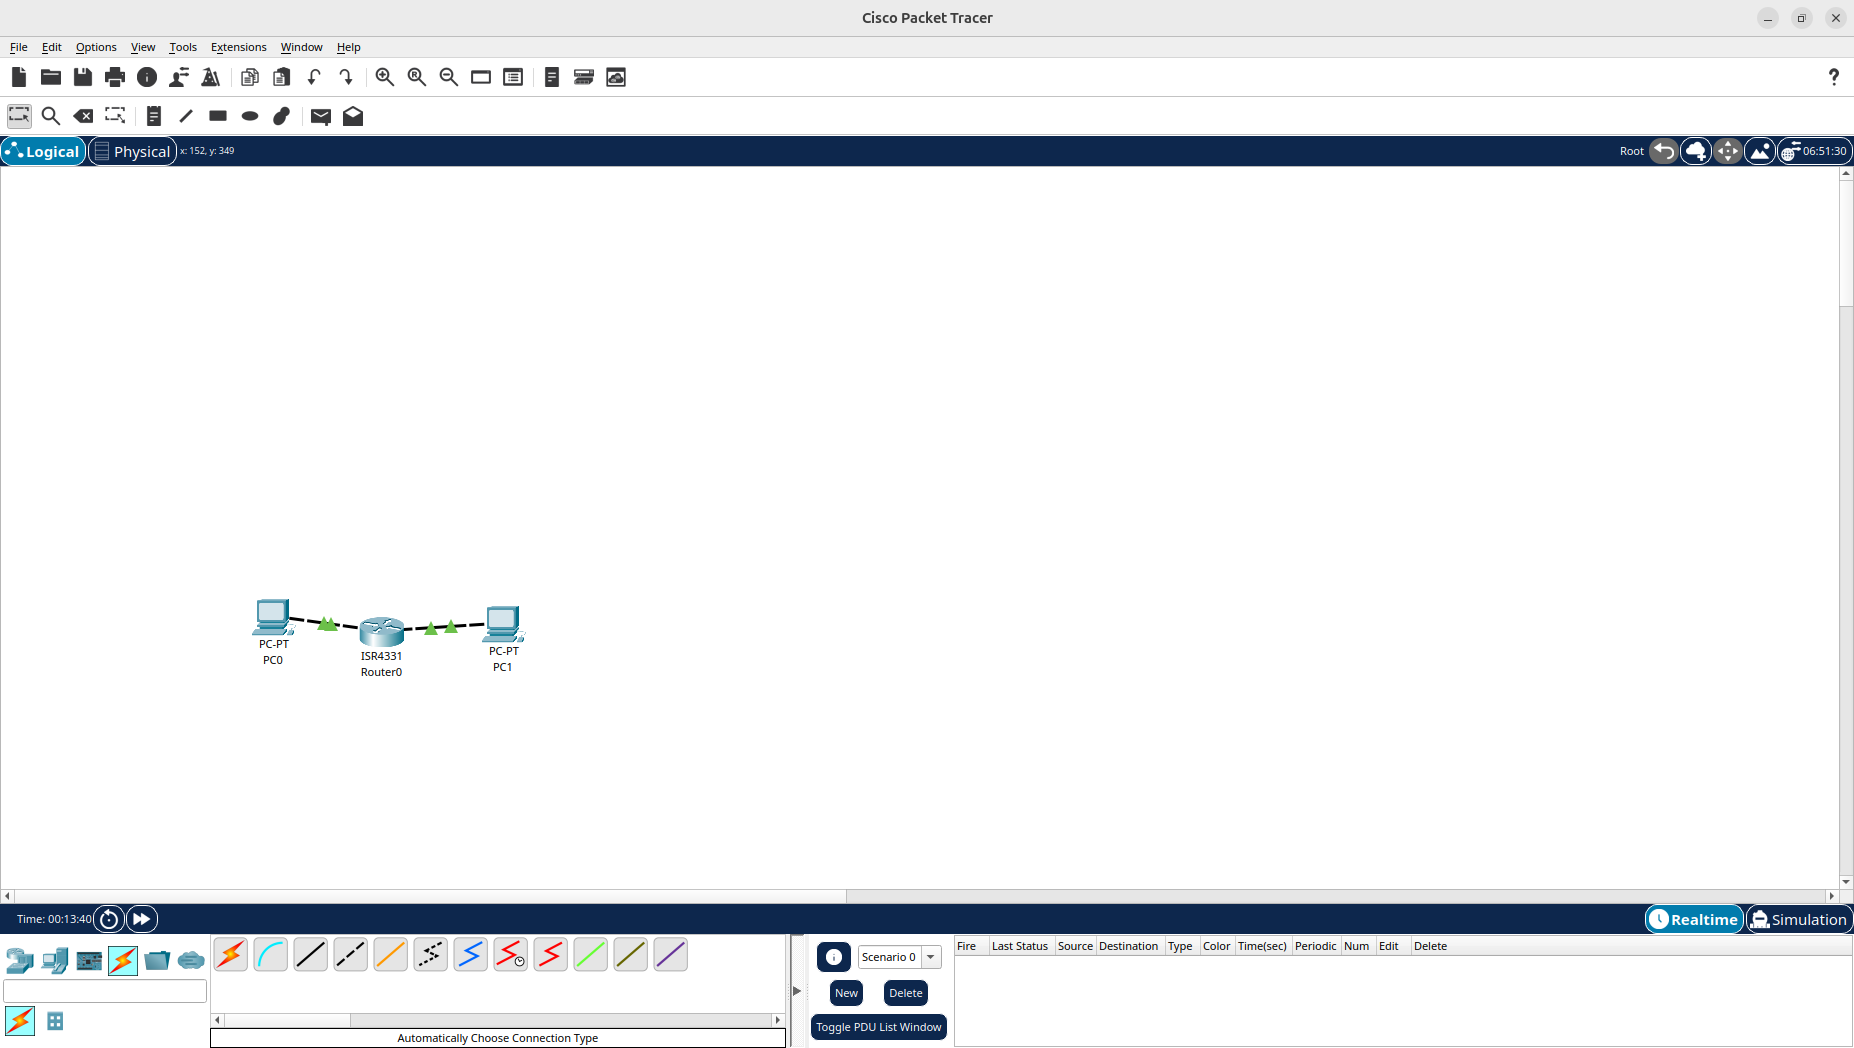 Cisco Packet Tracer
File Edit Options View Tools Extensions Window Help
?
Logical Physical x: 152, y: 349 Root 06:51:30
PC-PT
PC0
ISR4331
Router0
PC-PT
PC1
Time: 00:13:40 Realtime Simulation
Scenario 0
New Delete
Toggle PDU List Window
Fire Last Status Source Destination Type Color Time(sec) Periodic Num Edit Delete
Automatically Choose Connection Type